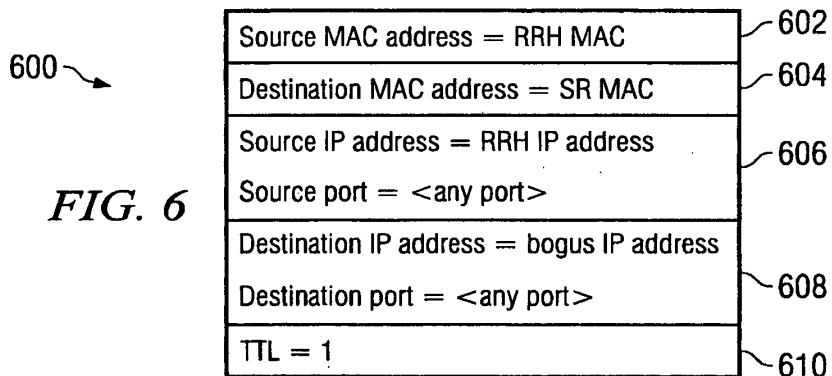 600
FIG. 6
Source MAC address = RRH MAC
602
Destination MAC address = SR MAC
604
Source IP address = RRH IP address
Source port = <any port>
606
Destination IP address = bogus IP address
Destination port = <any port>
608
TTL = 1
610